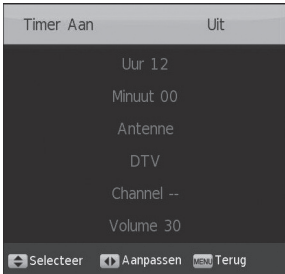 Timer Aan Uit
Uur 12
Minuut 00
Antenne
DTV
Channel --
Volume 30
Selecteer Aanpassen MENU Terug